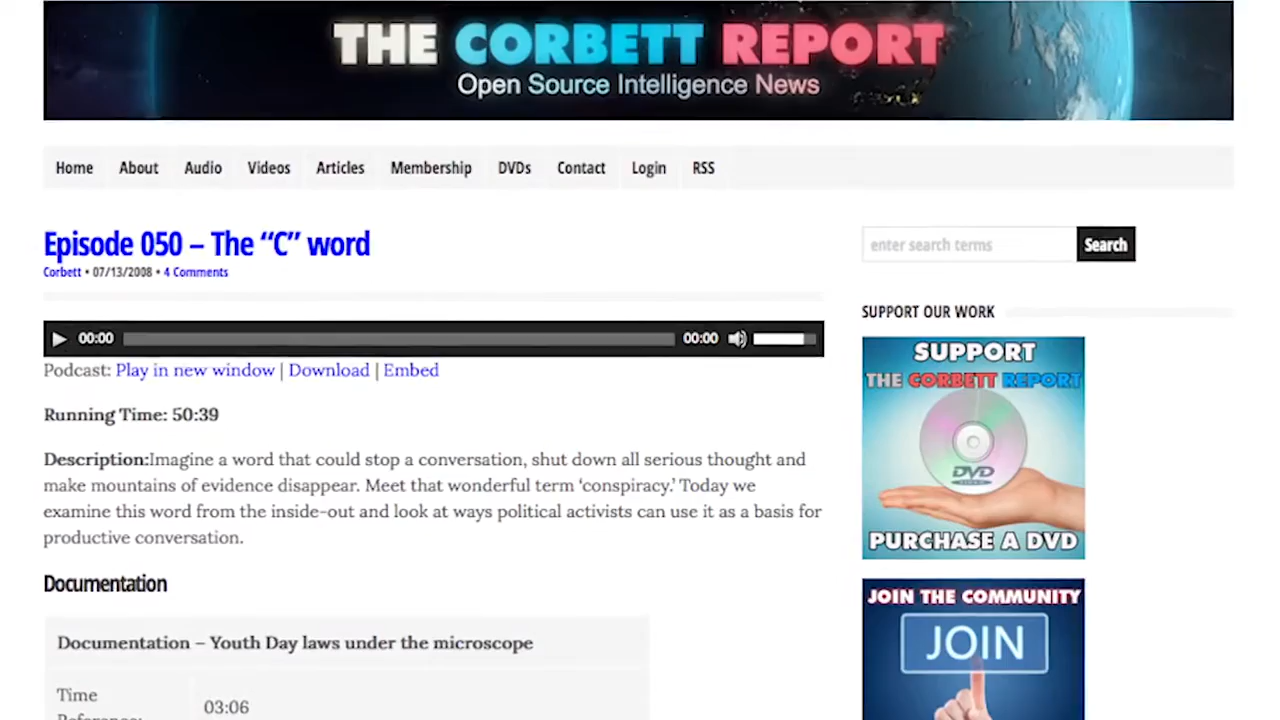 THE CORBETT REPORT
Open Source Intelligence News
Home About Audio Videos Articles Membership DVDs Contact Login RSS
Episode 050 – The “C” word
Corbett • 07/13/2008 • 4 Comments
enter search terms Search
00:00 00:00
Podcast: Play in new window | Download | Embed
Running Time: 50:39
Description:Imagine a word that could stop a conversation, shut down all serious thought and
make mountains of evidence disappear. Meet that wonderful term ‘conspiracy.’ Today we
examine this word from the inside-out and look at ways political activists can use it as a basis for
productive conversation.
Documentation
Documentation – Youth Day laws under the microscope
Time
Reference:
03:06
SUPPORT OUR WORK
SUPPORT
THE CORBETT REPORT
DVD
PURCHASE A DVD
JOIN THE COMMUNITY
JOIN